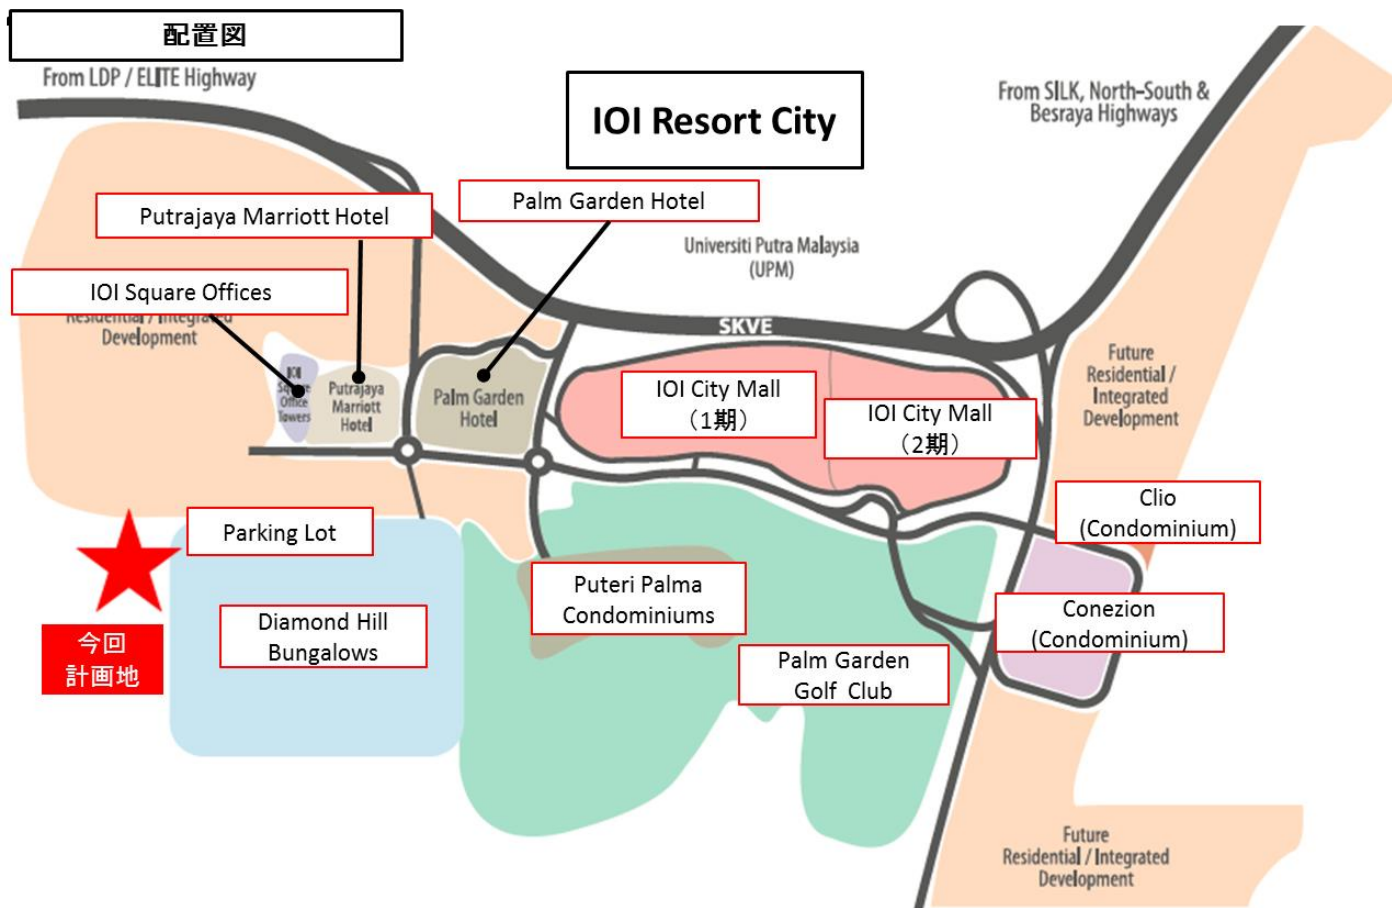 配置図
From LDP / ELITE Highway
IOI Resort City
From SILK, North-South &
Besraya Highways
Palm Garden Hotel
Putrajaya Marriott Hotel
Universiti Putra Malaysia
(UPM)
IOI Square Offices
Residential / Integrated
Development
SKVE
Future
Residential /
Integrated
Development
IOI
Square
Office
Towers
Putrajaya
Marriott
Hotel
Palm Garden
Hotel
IOI City Mall
（1期）
IOI City Mall
（2期）
Clio
(Condominium)
Parking Lot
Puteri Palma
Condominiums
Conezion
(Condominium)
Diamond Hill
Bungalows
今回
計画地
Palm Garden
Golf Club
Future
Residential / Integrated
Development